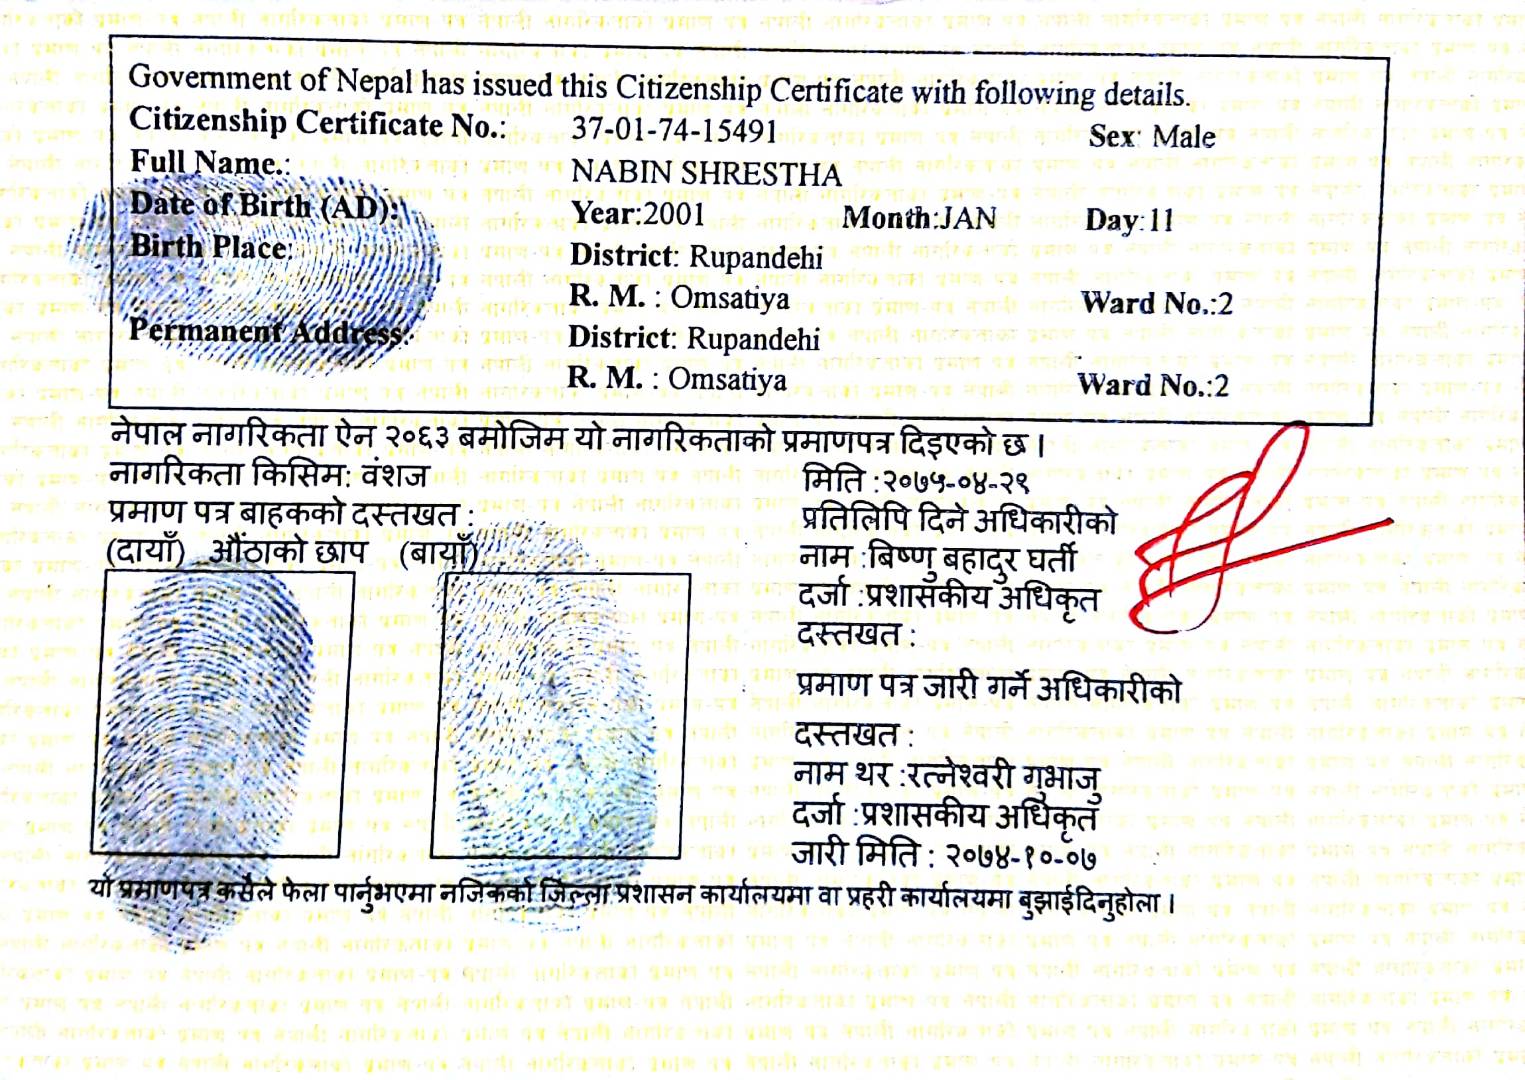 Government of Nepal has issued this Citizenship Certificate with following details.
Citizenship Certificate No.: 37-01-74-15491 Sex: Male
Full Name.: NABIN SHRESTHA
Date of Birth (AD): Year:2001 Month:JAN Day:11
Birth Place: District: Rupandehi
R. M. : Omsatiya Ward No.:2
Permanent Address: District: Rupandehi
R. M. : Omsatiya Ward No.:2
नेपाल नागरिकता ऐन २०६३ बमोजिम यो नागरिकताको प्रमाणपत्र दिइएको छ ।
नागरिकता किसिम: वंशज
प्रमाण पत्र बाहकको दस्तखत :
(दायाँ) औंठाको छाप (बायाँ)
मिति :२०७५-०४-२९
प्रतिलिपि दिने अधिकारीको
नाम :बिष्णु बहादुर घर्ती
दर्जा :प्रशासकीय अधिकृत
दस्तखत :
प्रमाण पत्र जारी गर्ने अधिकारीको
दस्तखत :
नाम थर :रत्नेश्वरी गुभाजु
दर्जा :प्रशासकीय अधिकृत
जारी मिति : २०७४-१०-०७
यो प्रमाणपत्र कसैले फेला पार्नुभएमा नजिकको जिल्ला प्रशासन कार्यालयमा वा प्रहरी कार्यालयमा बुझाईदिनुहोला ।